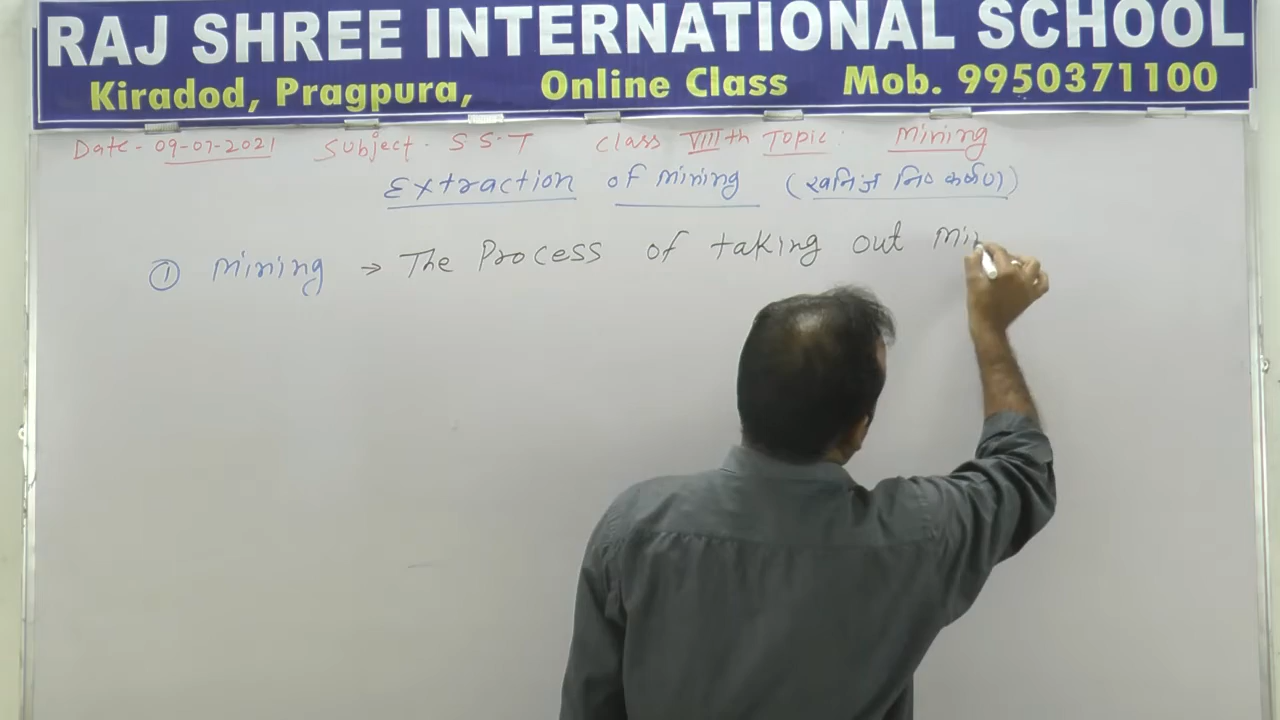 RAJ SHREE INTERNATIONAL SCHOOL
Kiradod, Pragpura, Online Class Mob. 9950371100
Date- 09-07-2021 Subject - S.S.T Class VIIIth Topic: Mining
Extraction of Mining (खनिज निष्कर्षण)
① Mining → The Process of taking out Min